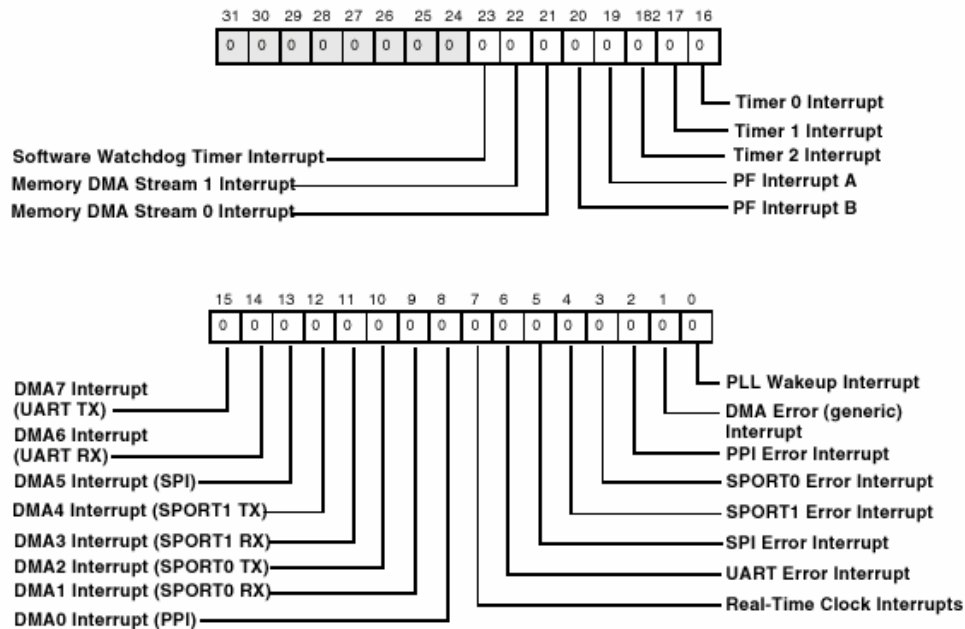 31 30 29 28 27 26 25 24 23 22 21 20 19 182 17 16
0 0 0 0 0 0 0 0 0 0 0 0 0 0 0 0
Timer 0 Interrupt
Timer 1 Interrupt
Software Watchdog Timer Interrupt
Timer 2 Interrupt
Memory DMA Stream 1 Interrupt
PF Interrupt A
Memory DMA Stream 0 Interrupt
PF Interrupt B
15 14 13 12 11 10 9 8 7 6 5 4 3 2 1 0
0 0 0 0 0 0 0 0 0 0 0 0 0 0 0 0
DMA7 Interrupt
(UART TX)
DMA6 Interrupt
(UART RX)
DMA5 Interrupt (SPI)
DMA4 Interrupt (SPORT1 TX)
DMA3 Interrupt (SPORT1 RX)
DMA2 Interrupt (SPORT0 TX)
DMA1 Interrupt (SPORT0 RX)
DMA0 Interrupt (PPI)
PLL Wakeup Interrupt
DMA Error (generic)
Interrupt
PPI Error Interrupt
SPORT0 Error Interrupt
SPORT1 Error Interrupt
SPI Error Interrupt
UART Error Interrupt
Real-Time Clock Interrupts